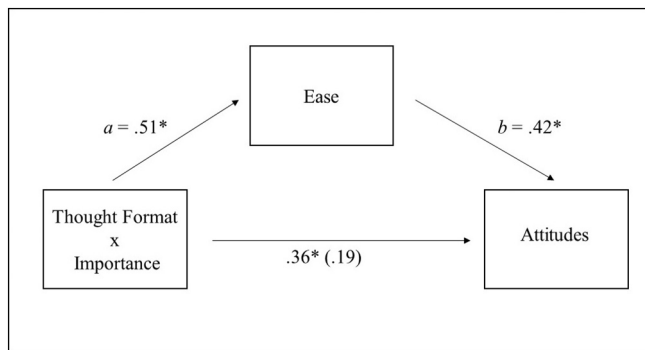 Ease
a = .51*
b = .42*
Thought Format
x
Importance
.36* (.19)
Attitudes